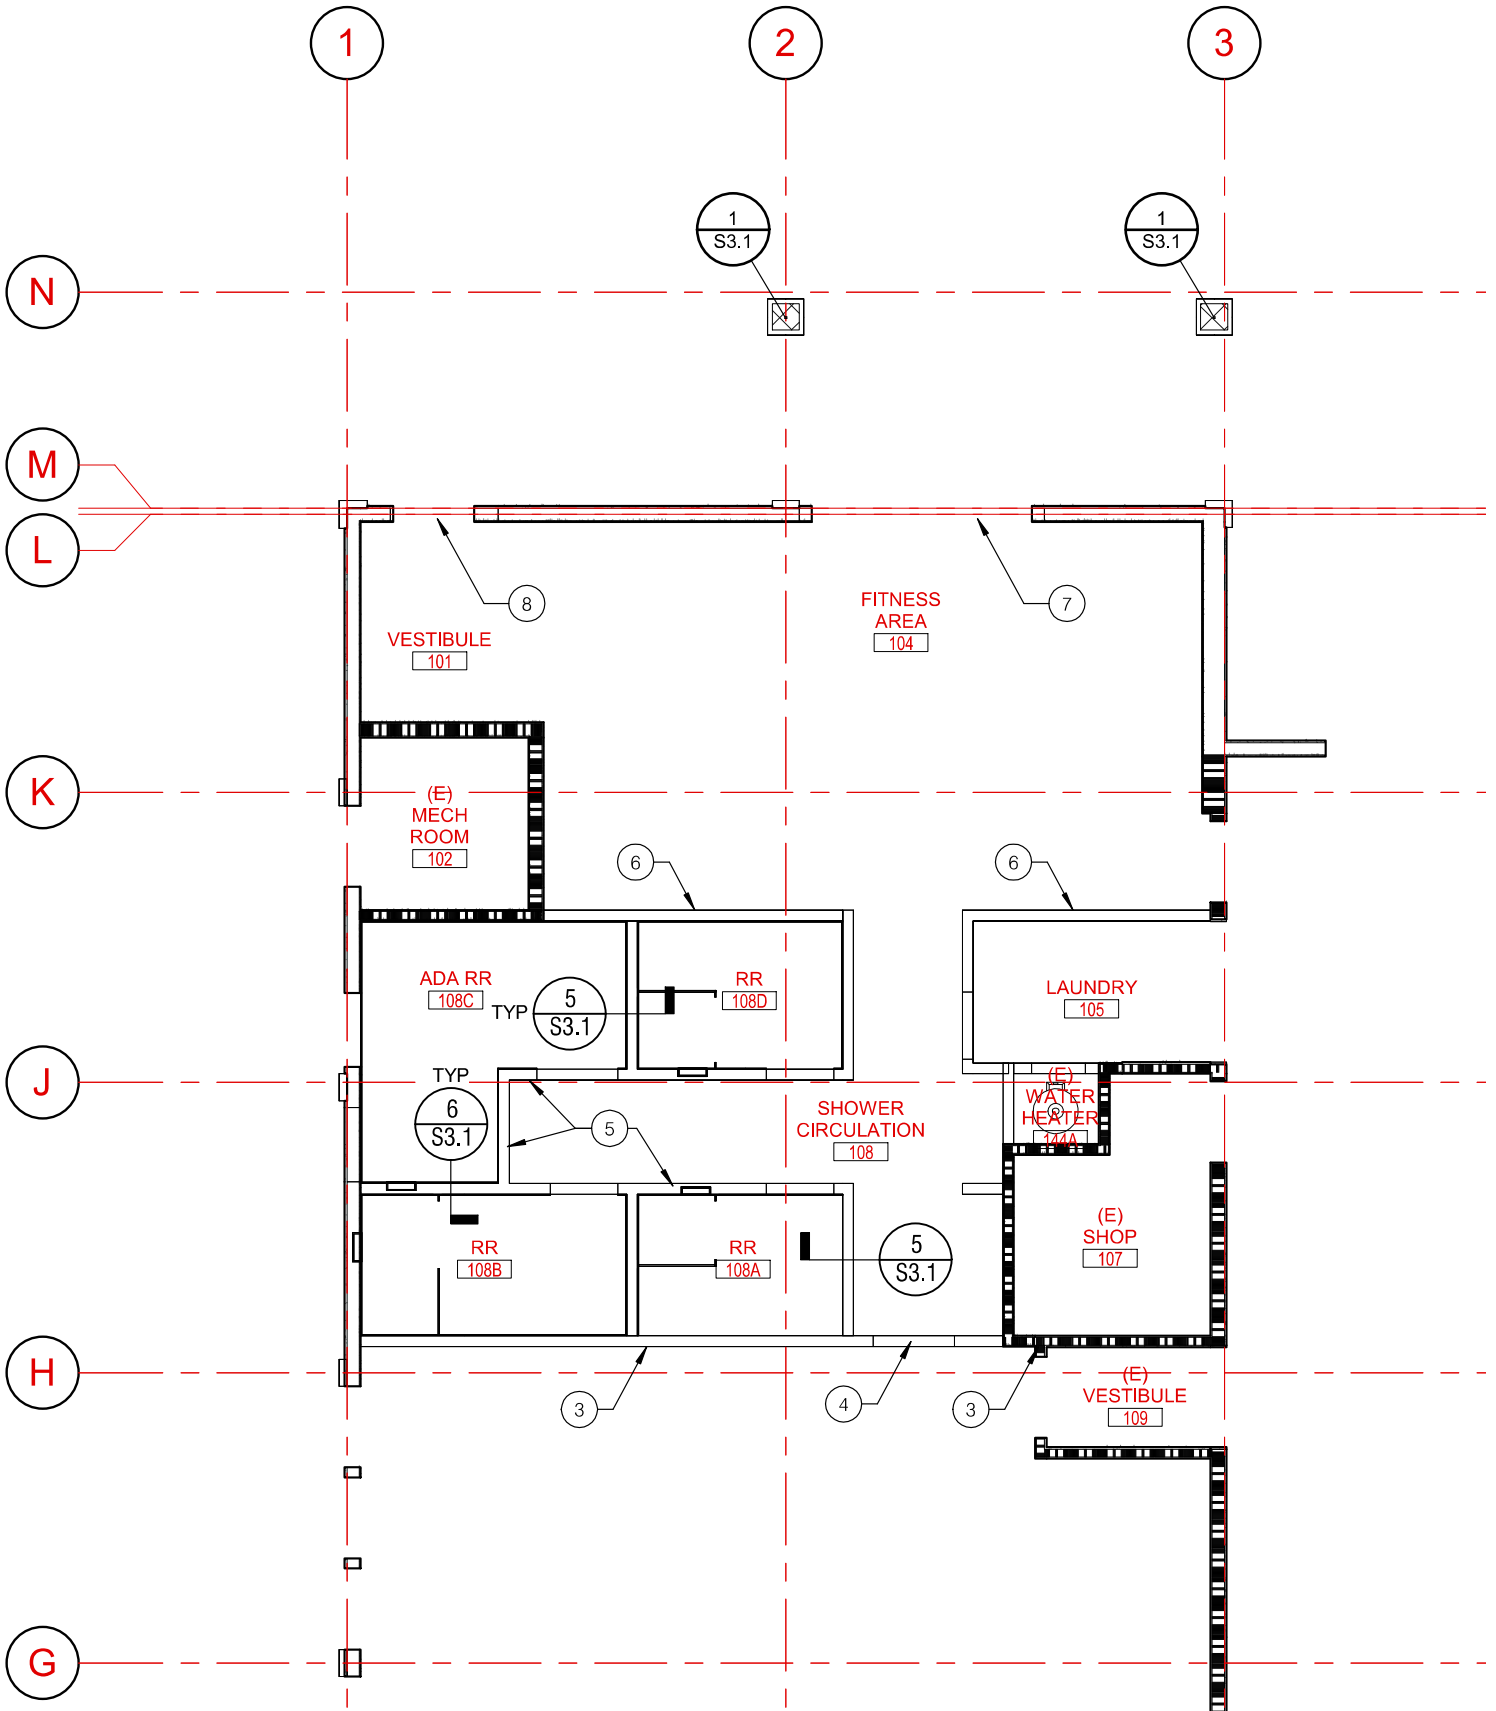 1
2
3
1
S3.1
1
S3.1
N
M
L
8
7
FITNESS
AREA
104
VESTIBULE
101
K
(E)
MECH
ROOM
102
6
6
ADA RR
108C
TYP
5
S3.1
RR
108D
LAUNDRY
105
J
TYP
6
S3.1
5
SHOWER
CIRCULATION
108
(E)
WATER
HEATER
144A
RR
108B
RR
108A
5
S3.1
(E)
SHOP
107
H
3
4
3
(E)
VESTIBULE
109
G